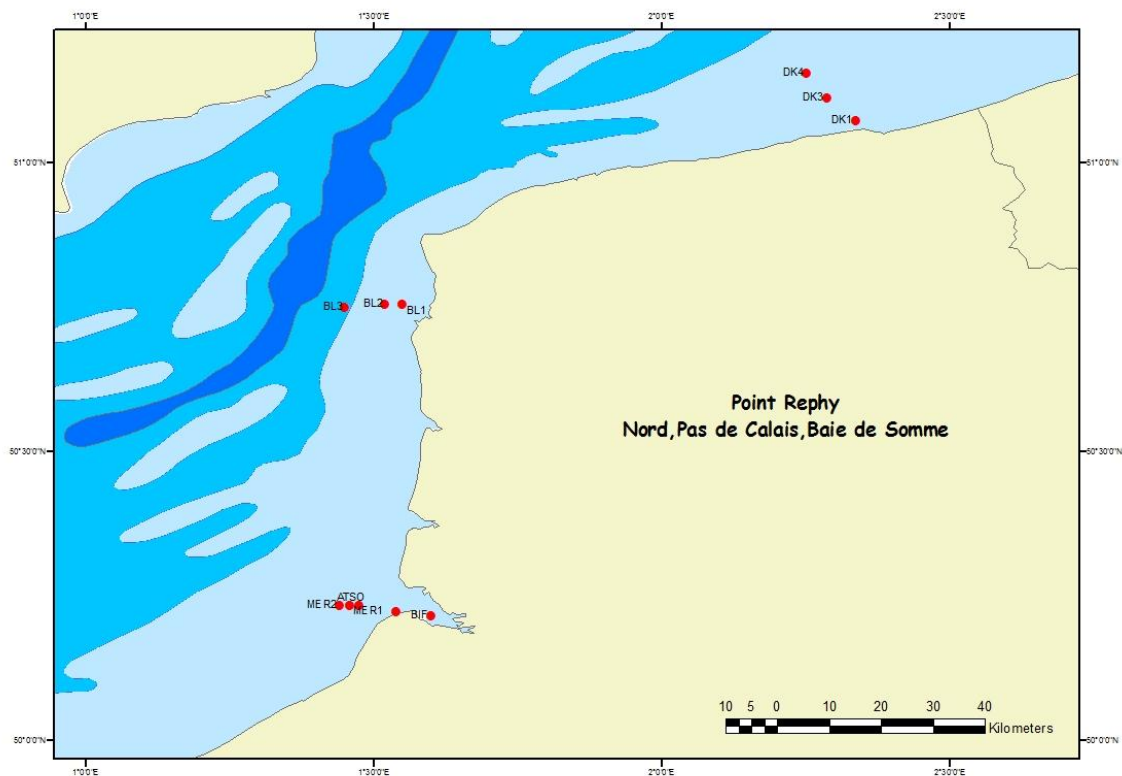 1°0'0"E 1°30'0"E 2°0'0"E 2°30'0"E
DK4
DK3
DK1
51°0'0"N 51°0'0"N
BL3 BL2 BL1
Point Rephy
Nord,Pas de Calais,Baie de Somme
50°30'0"N 50°30'0"N
ATSO
MER2 MER1 BIF
10 5 0 10 20 30 40
Kilometers
50°0'0"N 50°0'0"N
1°0'0"E 1°30'0"E 2°0'0"E 2°30'0"E